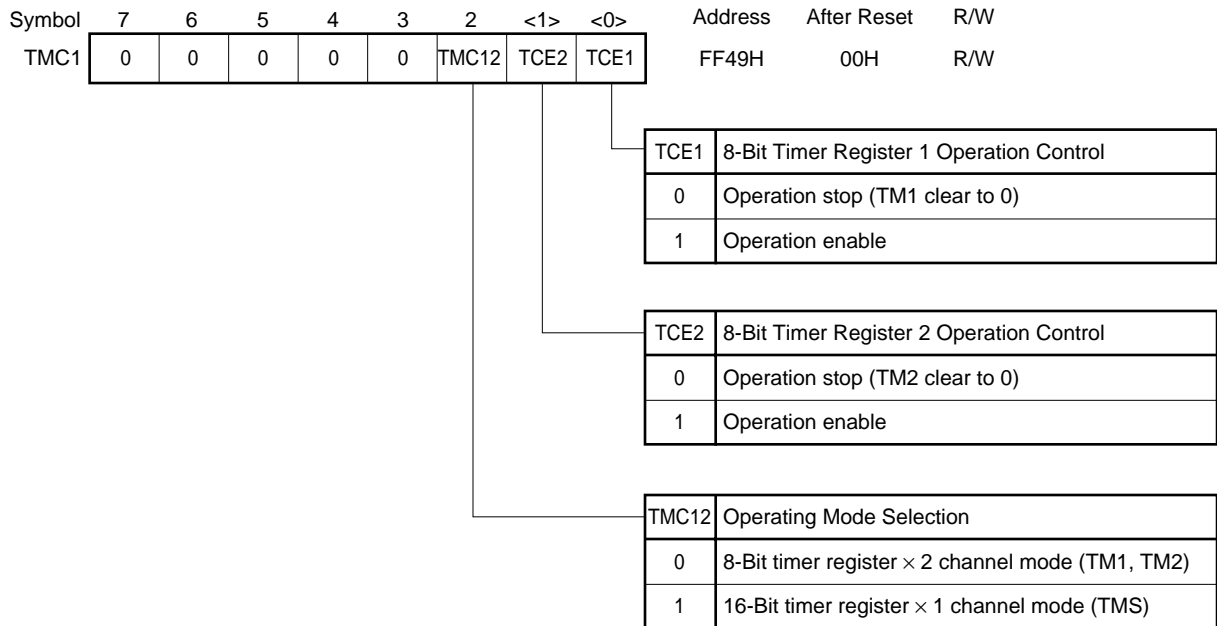 Symbol 7 6 5 4 3 2 <1> <0> Address After Reset R/W
TMC1 0 0 0 0 0 TMC12 TCE2 TCE1 FF49H 00H R/W
TCE1 8-Bit Timer Register 1 Operation Control
0 Operation stop (TM1 clear to 0)
1 Operation enable
TCE2 8-Bit Timer Register 2 Operation Control
0 Operation stop (TM2 clear to 0)
1 Operation enable
TMC12 Operating Mode Selection
0 8-Bit timer register × 2 channel mode (TM1, TM2)
1 16-Bit timer register × 1 channel mode (TMS)